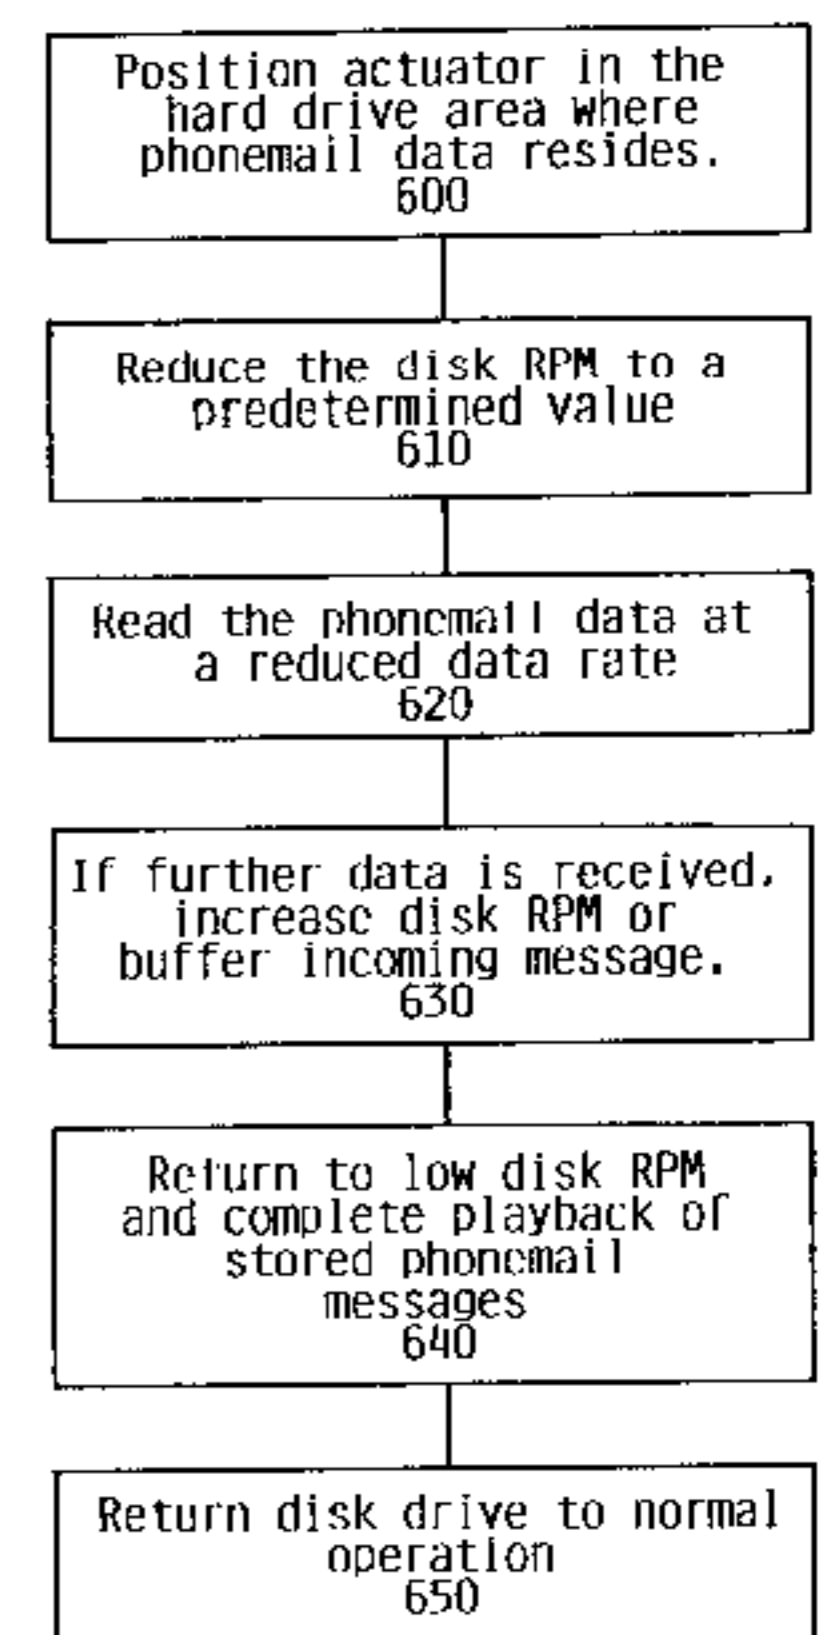 Position actuator in the
hard drive area where
phonemail data resides.
600
Reduce the disk RPM to a
predetermined value
610
Read the phonemail data at
a reduced data rate
620
If further data is received,
increase disk RPM or
buffer incoming message.
630
Return to low disk RPM
and complete playback of
stored phonemail
messages
640
Return disk drive to normal
operation
650